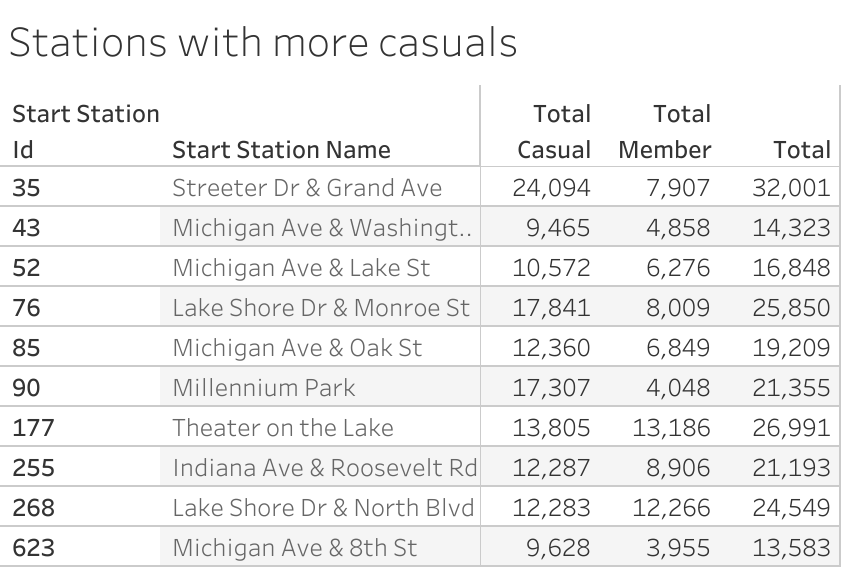 Stations with more casuals
Start Station Total Total
Id Start Station Name Casual Member Total
35 Streeter Dr & Grand Ave 24,094 7,907 32,001
43 Michigan Ave & Washingt.. 9,465 4,858 14,323
52 Michigan Ave & Lake St 10,572 6,276 16,848
76 Lake Shore Dr & Monroe St 17,841 8,009 25,850
85 Michigan Ave & Oak St 12,360 6,849 19,209
90 Millennium Park 17,307 4,048 21,355
177 Theater on the Lake 13,805 13,186 26,991
255 Indiana Ave & Roosevelt Rd 12,287 8,906 21,193
268 Lake Shore Dr & North Blvd 12,283 12,266 24,549
623 Michigan Ave & 8th St 9,628 3,955 13,583